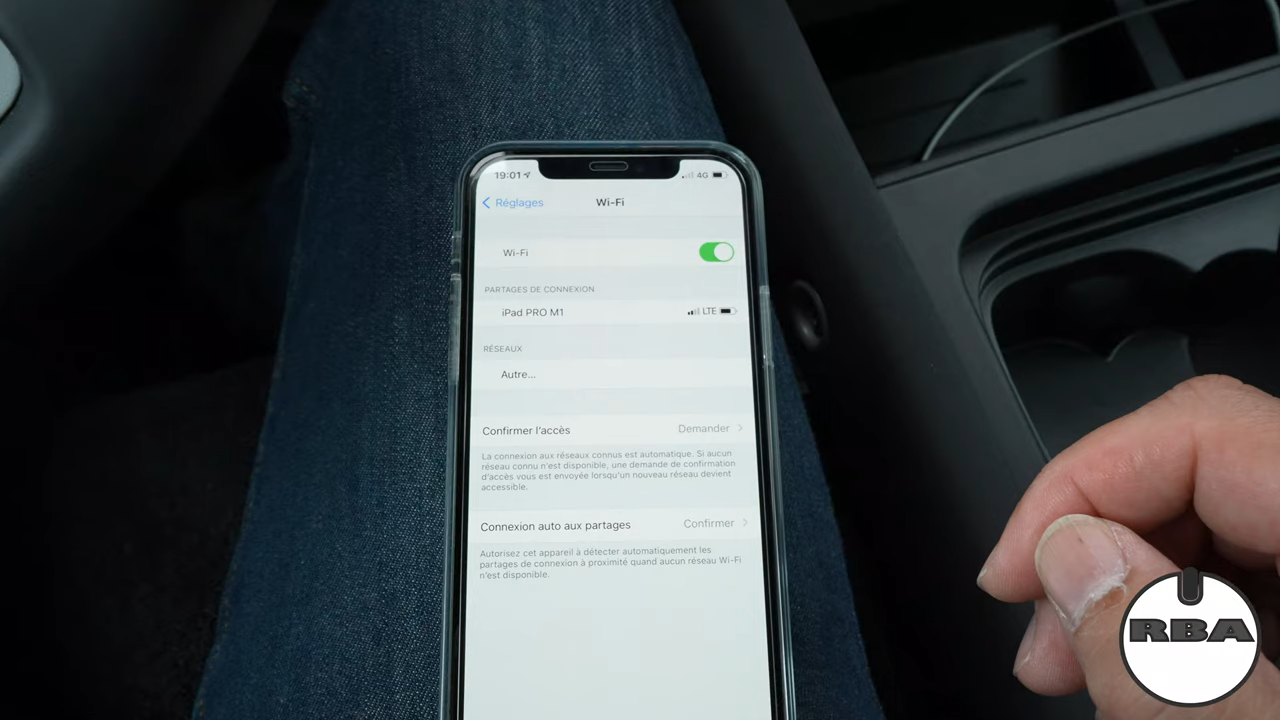 19:01
4G
Réglages
Wi-Fi
Wi-Fi
PARTAGES DE CONNEXION
iPad PRO M1
LTE
RÉSEAUX
Autre...
Confirmer l'accès
Demander
La connexion aux réseaux connus est automatique. Si aucun
réseau connu n'est disponible, une demande de confirmation
d'accès vous est envoyée lorsqu'un nouveau réseau devient
accessible.
Connexion auto aux partages
Confirmer
Autorisez cet appareil à détecter automatiquement les
partages de connexion à proximité quand aucun réseau Wi-Fi
n'est disponible.
RBA